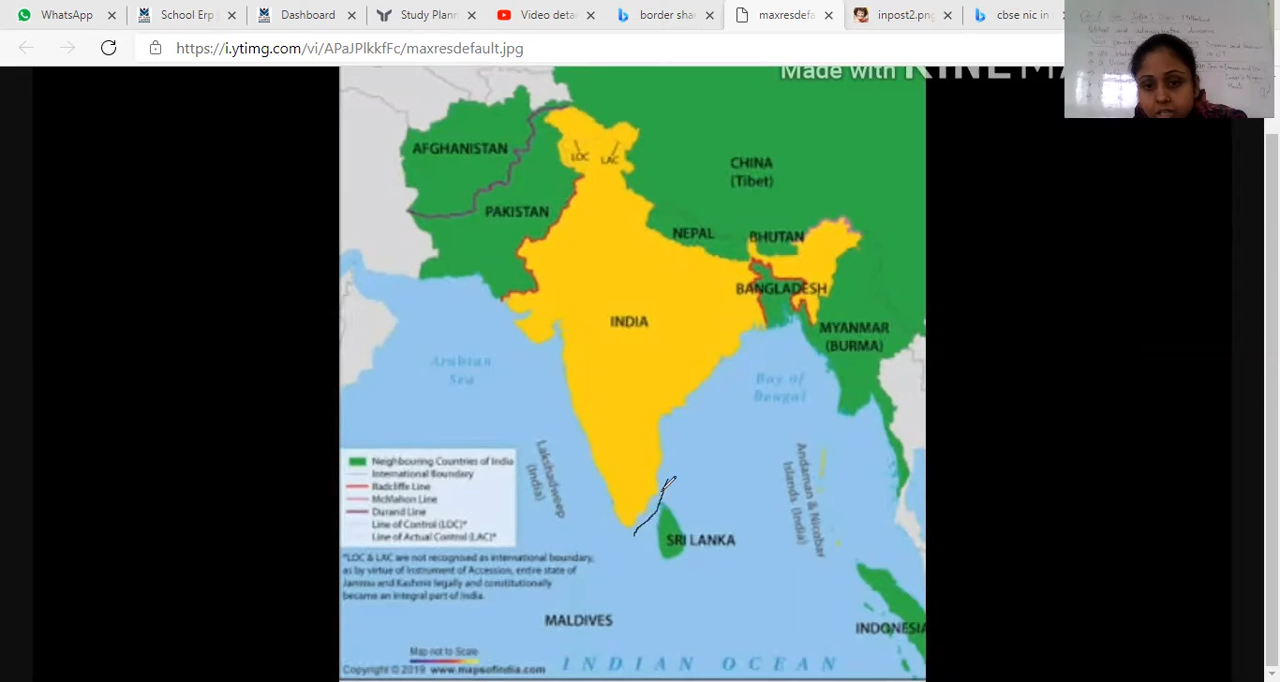 WhatsApp
School Erp
Dashboard
Study Plann
Video detai
border sha
maxresdefa
inpost2.pn
cbse nic in
https://i.ytimg.com/vi/APaJPlkkfFc/maxresdefault.jpg
Made with KINEMA
AFGHANISTAN
LOC
LAC
CHINA
(Tibet)
PAKISTAN
NEPAL
BHUTAN
BANGLADESH
INDIA
MYANMAR
(BURMA)
Arabian
Sea
Bay of
Bengal
Lakshadweep
(India)
Andaman & Nicobar
Islands (India)
Neighbouring Countries of India
International Boundary
Radcliffe Line
McMahon Line
Durand Line
Line of Control (LOC)*
Line of Actual Control (LAC)*
SRI LANKA
*LOC & LAC are not recognised as international boundary,
as by virtue of Instrument of Accession, entire state of
Jammu and Kashmir legally and constitutionally
became an integral part of India.
MALDIVES
INDONESIA
Map not to Scale
INDIAN OCEAN
Copyright © 2019 www.mapsofindia.com